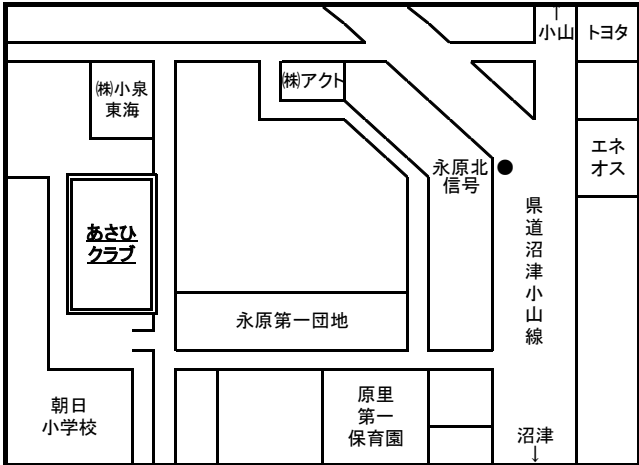 ↑
小山
トヨタ
㈱小泉
東海
㈱アクト
エネ
オス
永原北
信号
県道沼津小山線
あさひ
クラブ
永原第一団地
朝日
小学校
原里
第一
保育園
沼津
↓